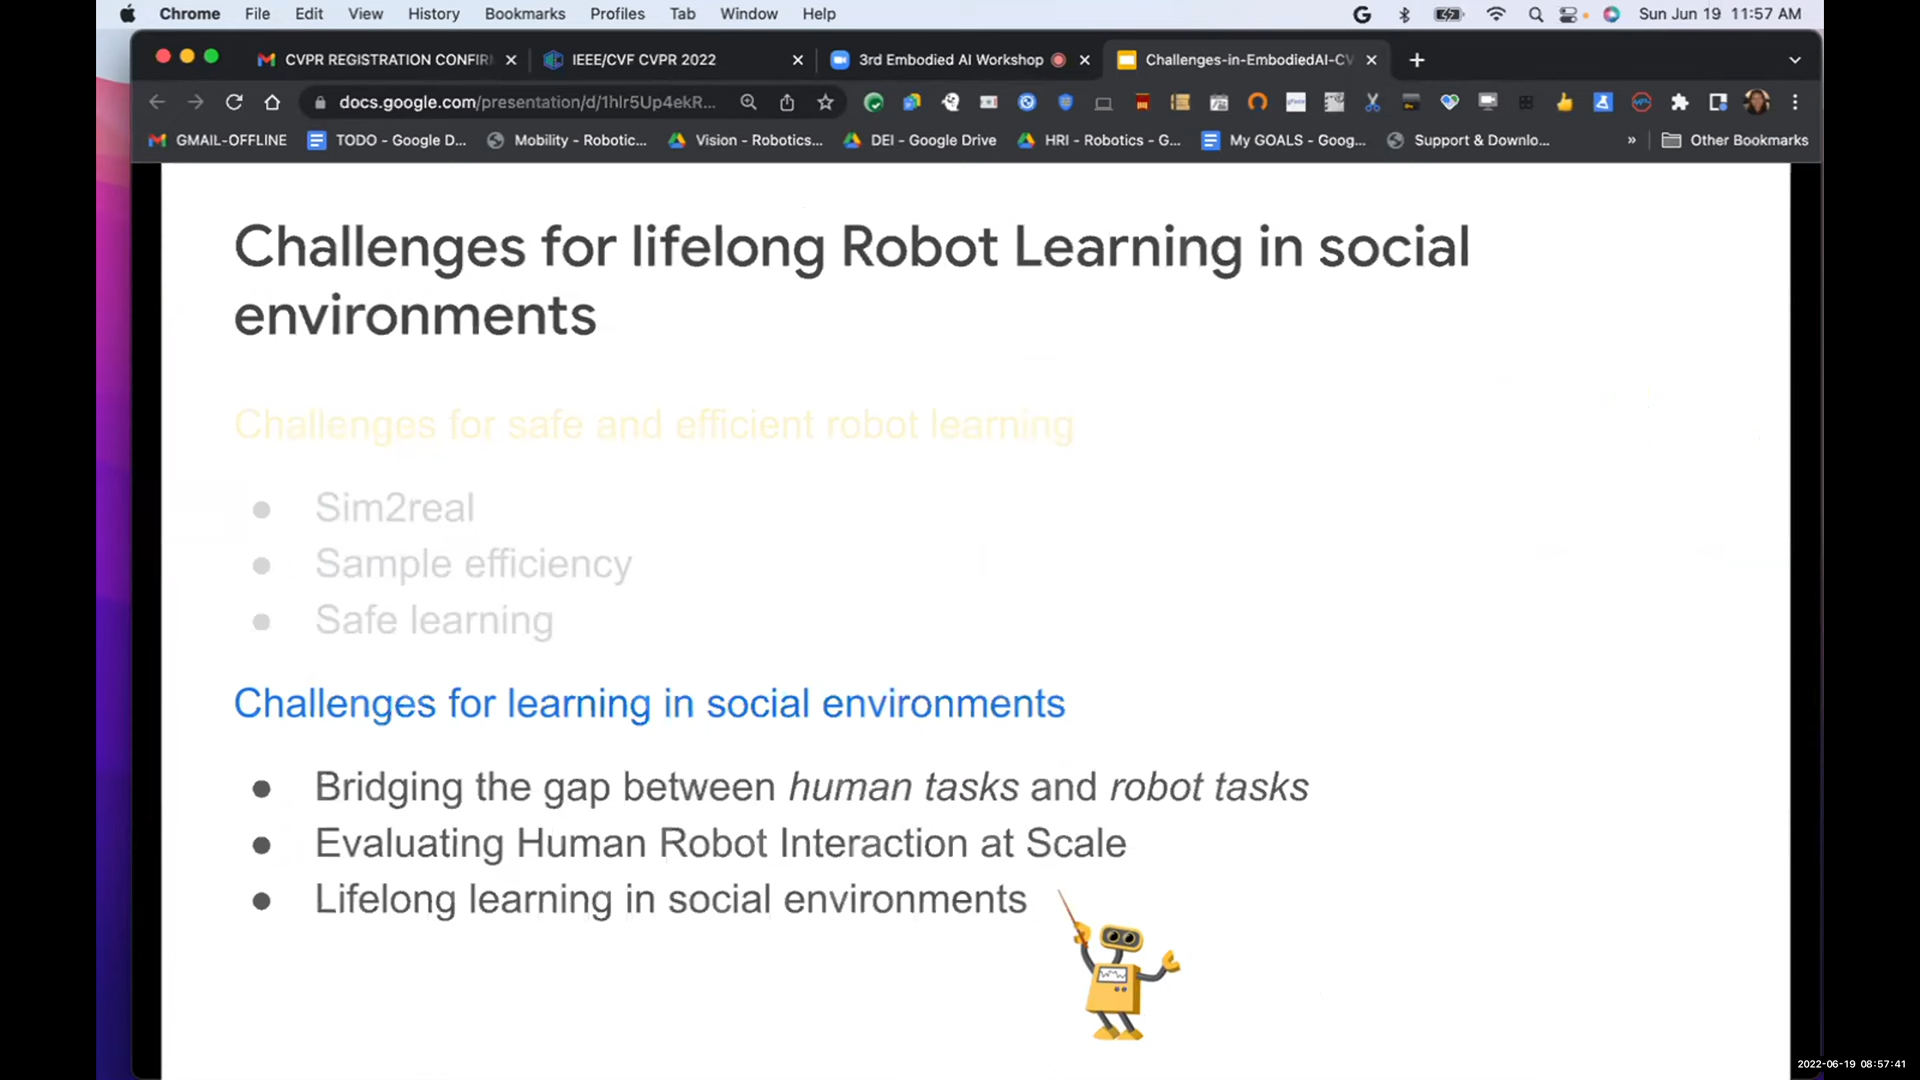 Chrome File Edit View History Bookmarks Profiles Tab Window Help Sun Jun 19 11:57 AM
CVPR REGISTRATION CONFIR IEEE/CVF CVPR 2022 3rd Embodied AI Workshop Challenges-in-EmbodiedAI-CV
docs.google.com/presentation/d/1hlr5Up4ekR...
GMAIL-OFFLINE TODO - Google D... Mobility - Robotic... Vision - Robotics... DEI - Google Drive HRI - Robotics - G... My GOALS - Goog... Support & Downlo... » Other Bookmarks
Challenges for lifelong Robot Learning in social
environments
Challenges for safe and efficient robot learning
● Sim2real
● Sample efficiency
● Safe learning
Challenges for learning in social environments
● Bridging the gap between human tasks and robot tasks
● Evaluating Human Robot Interaction at Scale
● Lifelong learning in social environments
2022-06-19 08:57:41